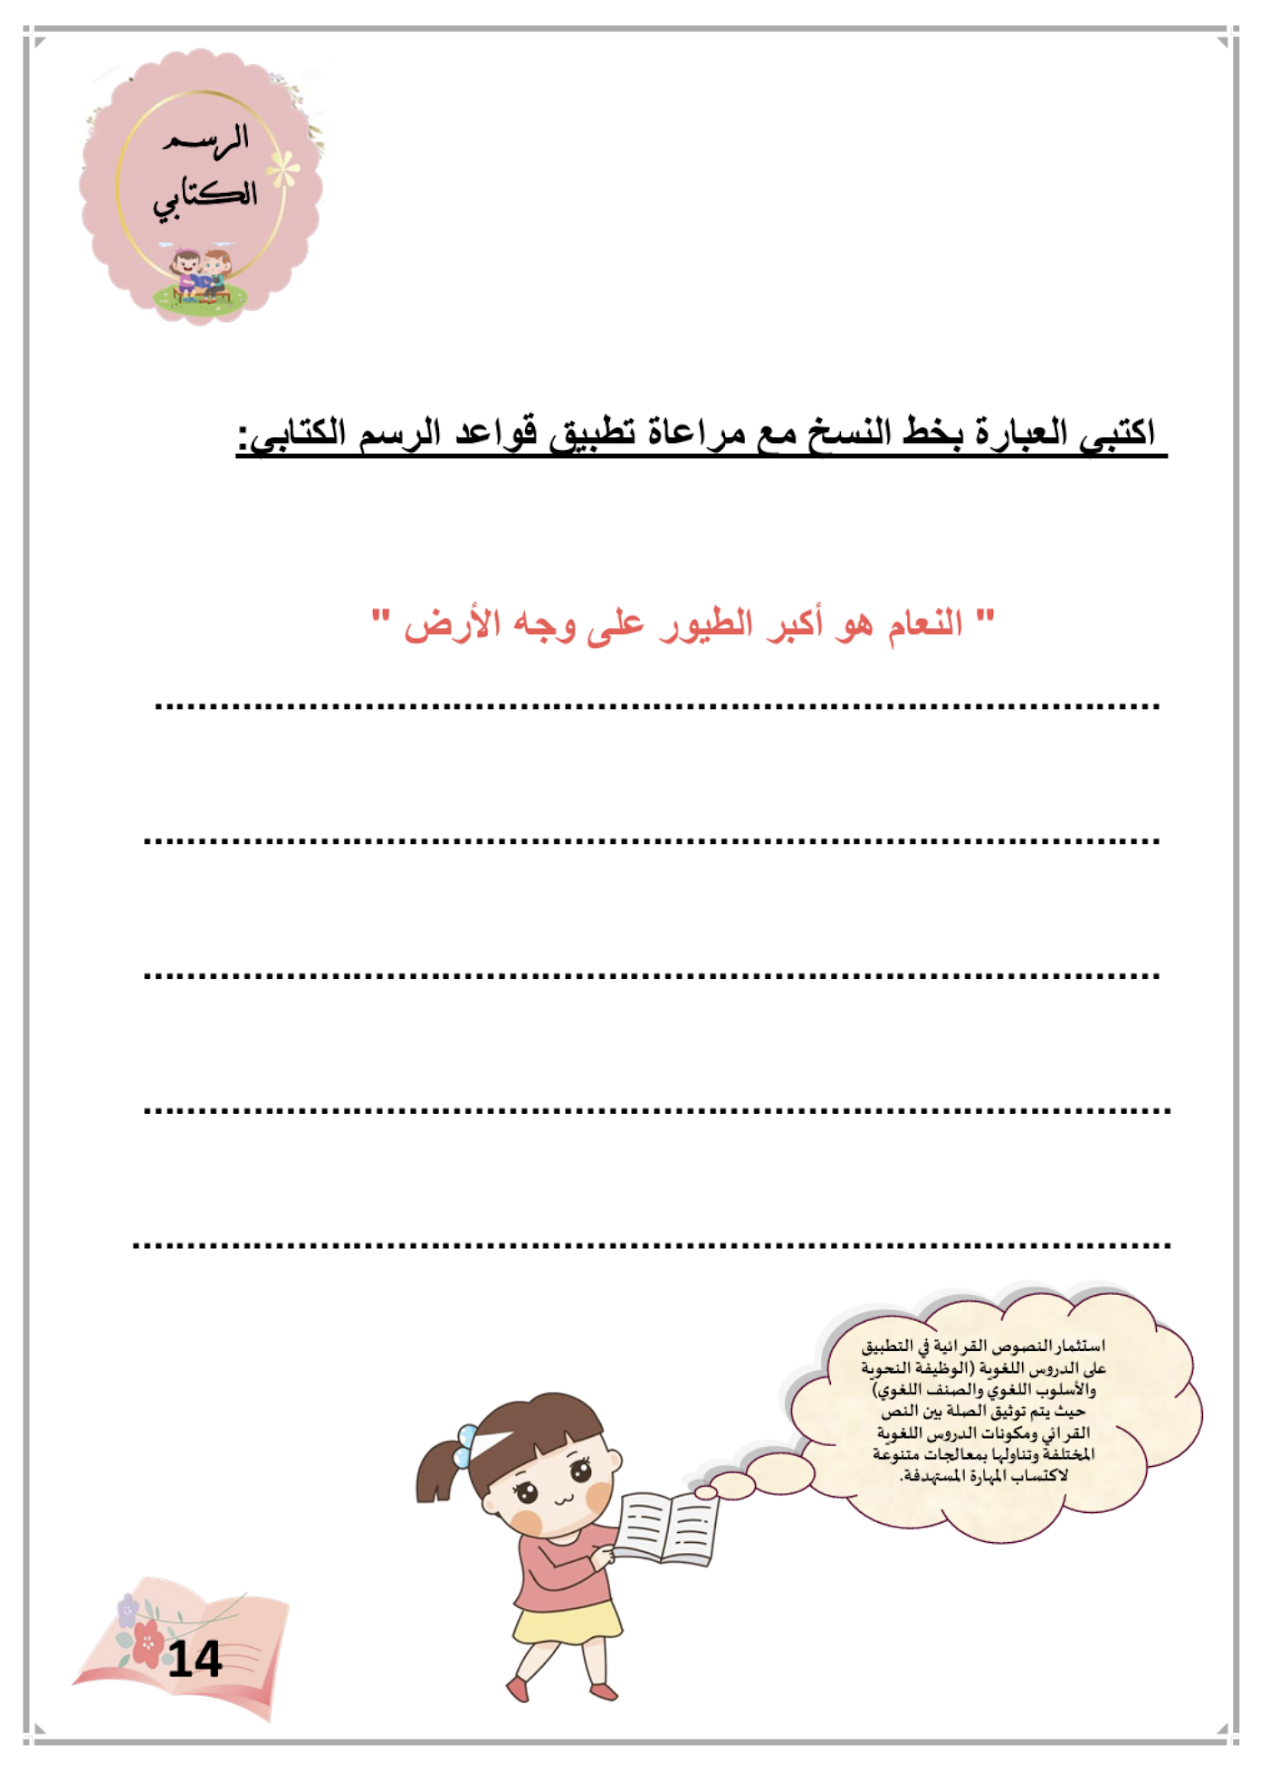 الرسم
الكتابي
اكتبي العبارة بخط النسخ مع مراعاة تطبيق قواعد الرسم الكتابي:
" النعام هو أكبر الطيور على وجه الأرض "
استثمار النصوص القرائية في التطبيق
على الدروس اللغوية (الوظيفة النحوية
والأسلوب اللغوي والصنف اللغوي)
حيث يتم توثيق الصلة بين النص
القرائي ومكونات الدروس اللغوية
المختلفة وتناولها بمعالجات متنوعة
لاكتساب المهارة المستهدفة.
14